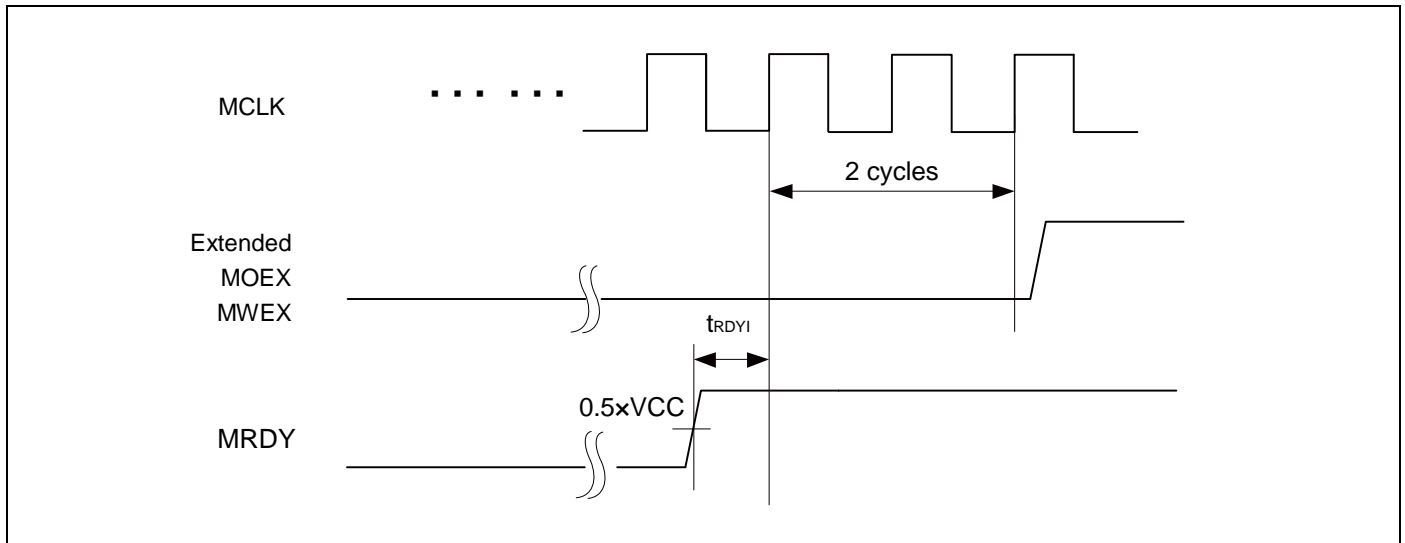 MCLK
2 cycles
Extended
MOEX
MWEX
tRDYI
0.5×VCC
MRDY